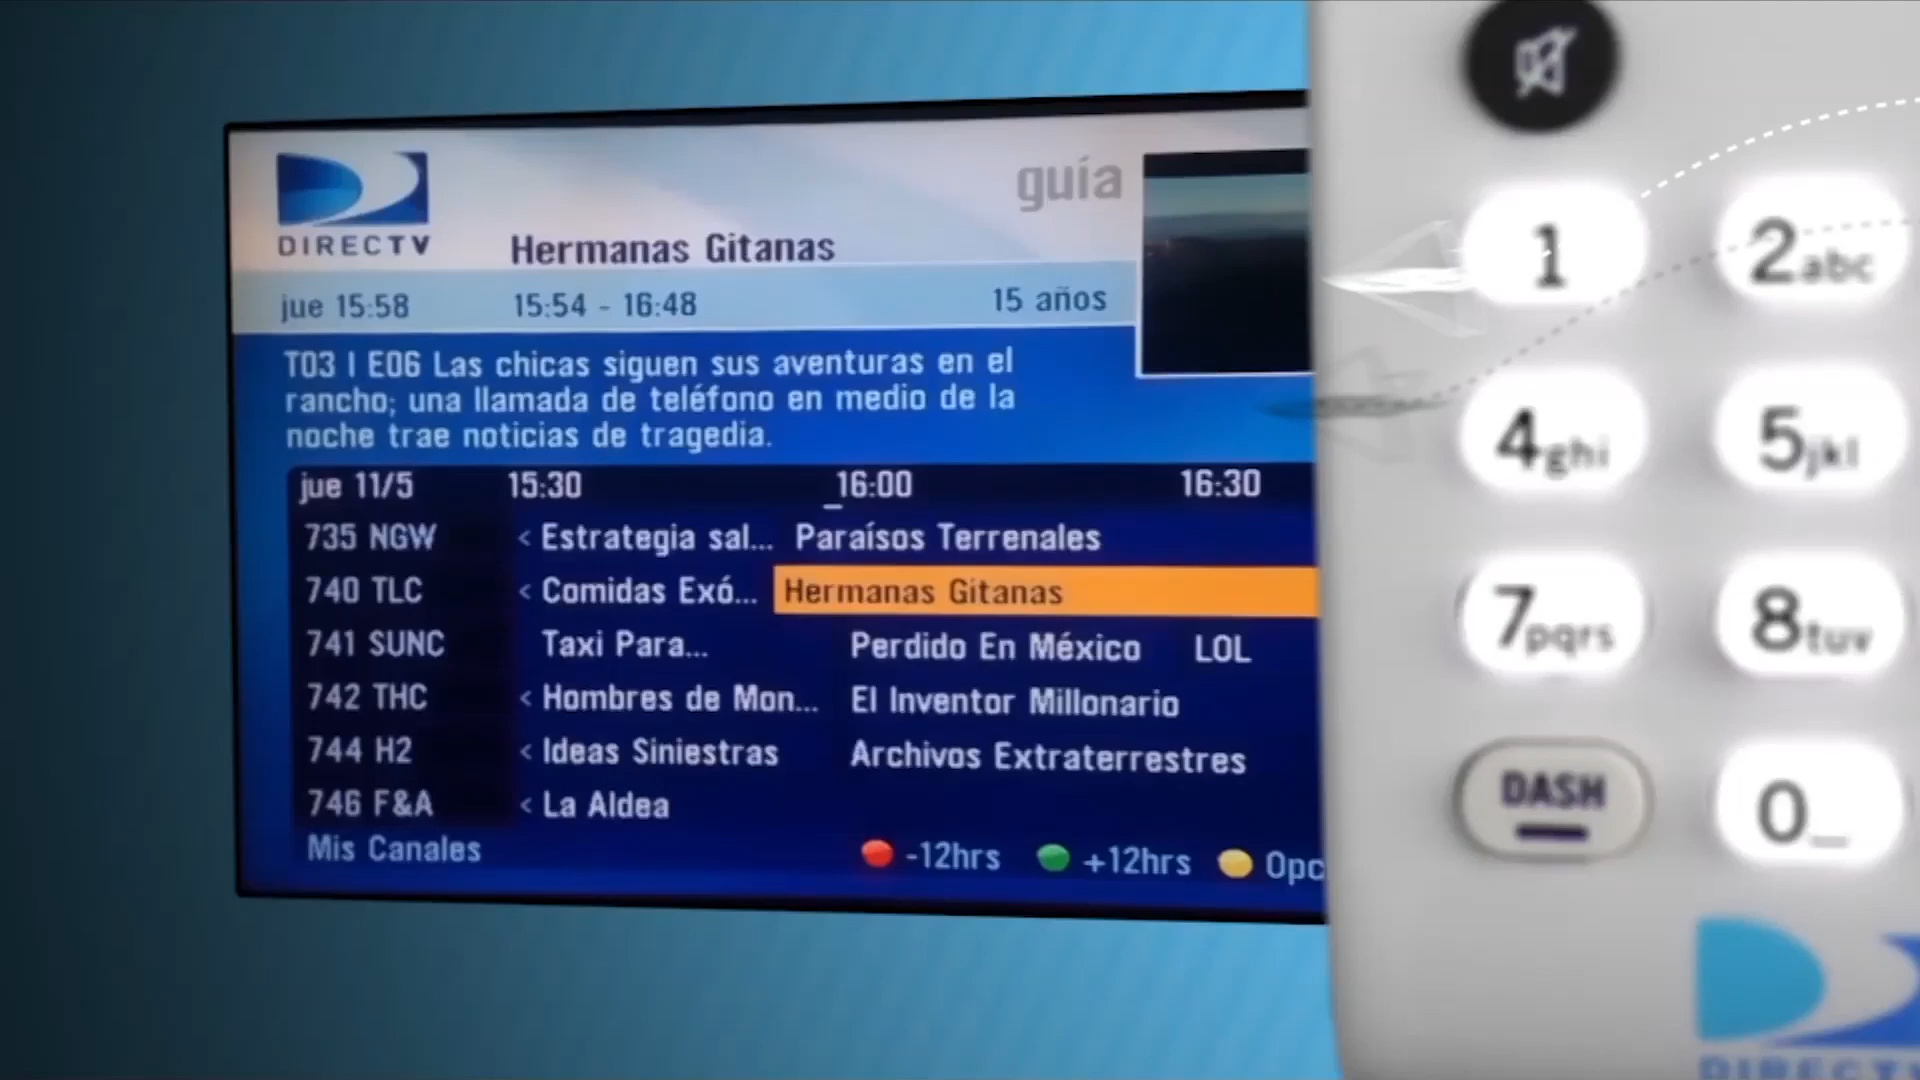 DIRECTV
guía
Hermanas Gitanas
jue 15:58 15:54 - 16:48 15 años
T03 | E06 Las chicas siguen sus aventuras en el
rancho; una llamada de teléfono en medio de la
noche trae noticias de tragedia.
jue 11/5 15:30 16:00 16:30
735 NGW < Estrategia sal... Paraísos Terrenales
740 TLC < Comidas Exó... Hermanas Gitanas
741 SUNC Taxi Para... Perdido En México LOL
742 THC < Hombres de Mon... El Inventor Millonario
744 H2 < Ideas Siniestras Archivos Extraterrestres
746 F&A < La Aldea
Mis Canales -12hrs +12hrs Opc
1 2abc
4ghi 5jkl
7pqrs 8tuv
DASH 0_
DIRECTV